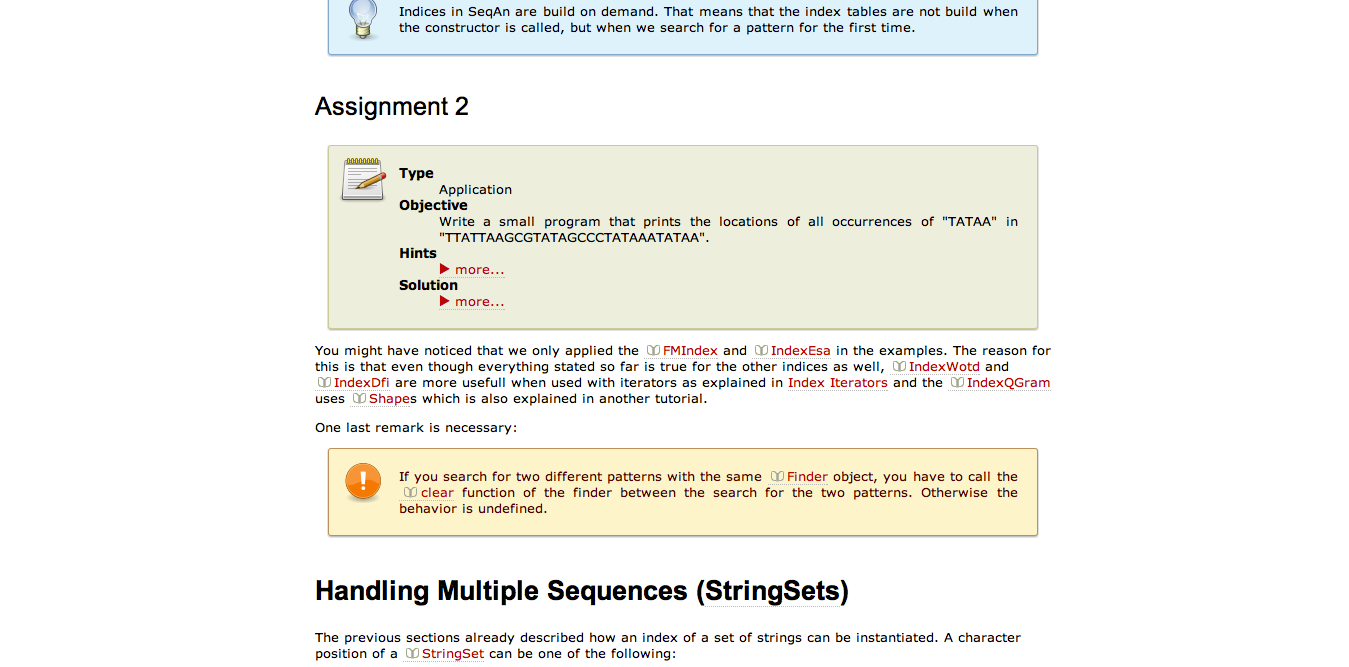 Indices in SeqAn are build on demand. That means that the index tables are not build when
the constructor is called, but when we search for a pattern for the first time.
Assignment 2
Type
Application
Objective
Write a small program that prints the locations of all occurrences of "TATAA" in
"TTATTAAGCGTATAGCCCTATAAATATAA".
Hints
more...
Solution
more...
You might have noticed that we only applied the FMIndex and IndexEsa in the examples. The reason for
this is that even though everything stated so far is true for the other indices as well, IndexWotd and
IndexDfi are more usefull when used with iterators as explained in Index Iterators and the IndexQGram
uses Shapes which is also explained in another tutorial.
One last remark is necessary:
If you search for two different patterns with the same Finder object, you have to call the
clear function of the finder between the search for the two patterns. Otherwise the
behavior is undefined.
Handling Multiple Sequences (StringSets)
The previous sections already described how an index of a set of strings can be instantiated. A character
position of a StringSet can be one of the following: